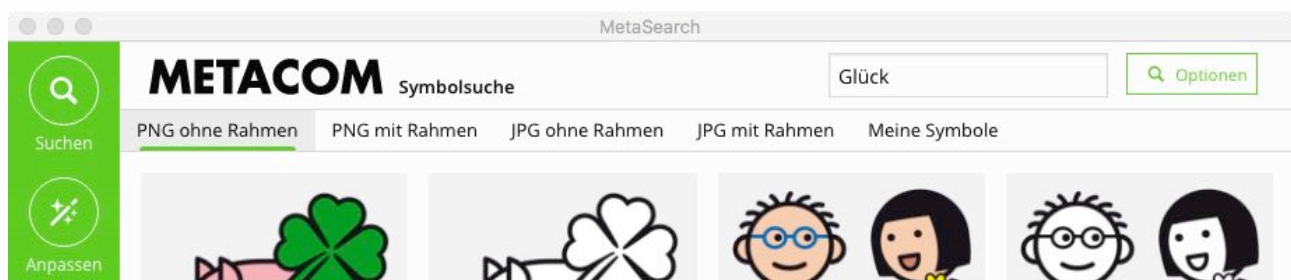 MetaSearch
METACOM Symbolsuche
Glück
Optionen
Suchen
PNG ohne Rahmen PNG mit Rahmen JPG ohne Rahmen JPG mit Rahmen Meine Symbole
Anpassen